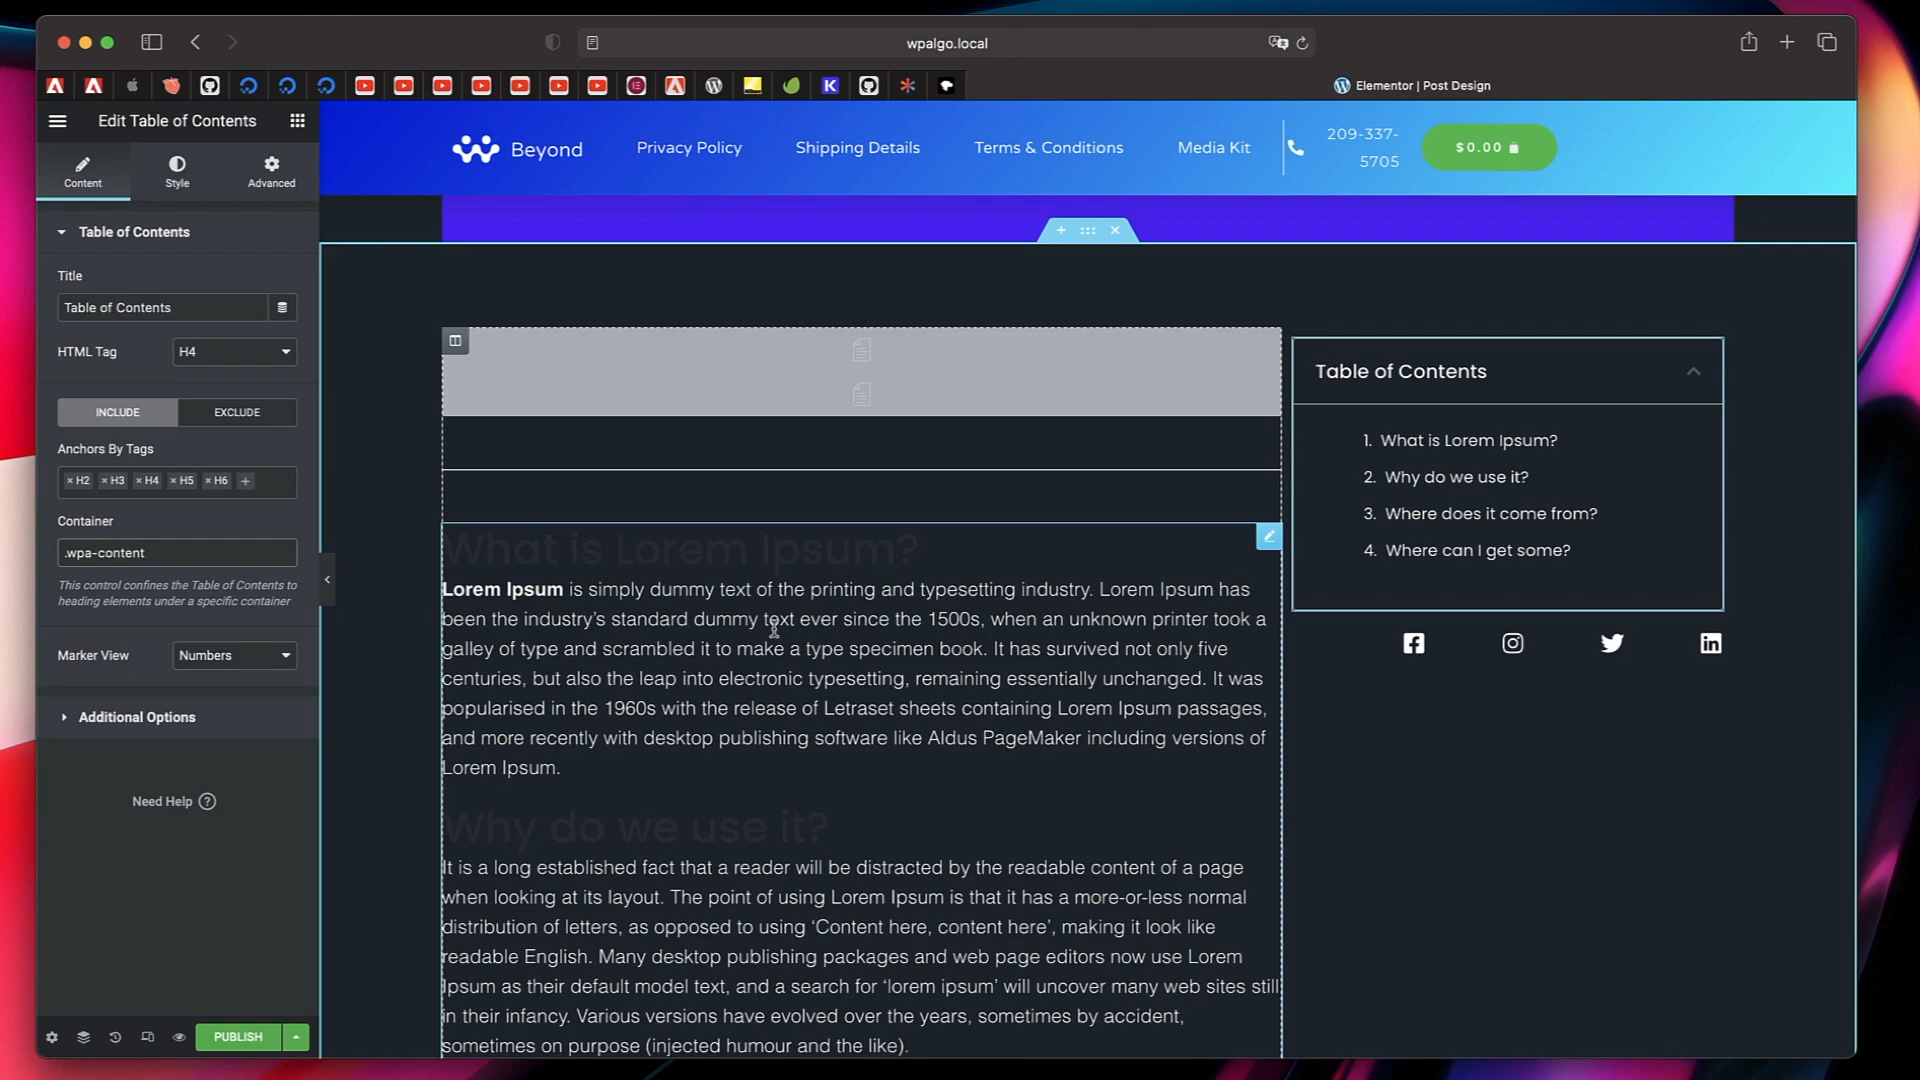 wpalgo.local
Elementor | Post Design
Edit Table of Contents
Content
Style
Advanced
Table of Contents
Title
Table of Contents
HTML Tag
H4
INCLUDE
EXCLUDE
Anchors By Tags
× H2 × H3 × H4 × H5 × H6 +
Container
.wpa-content
This control confines the Table of Contents to
heading elements under a specific container
Marker View
Numbers
Additional Options
Need Help ?
PUBLISH
Beyond
Privacy Policy
Shipping Details
Terms & Conditions
Media Kit
209-337-
5705
$0.00
What is Lorem Ipsum?
Lorem Ipsum is simply dummy text of the printing and typesetting industry. Lorem Ipsum has
been the industry’s standard dummy text ever since the 1500s, when an unknown printer took a
galley of type and scrambled it to make a type specimen book. It has survived not only five
centuries, but also the leap into electronic typesetting, remaining essentially unchanged. It was
popularised in the 1960s with the release of Letraset sheets containing Lorem Ipsum passages,
and more recently with desktop publishing software like Aldus PageMaker including versions of
Lorem Ipsum.
Why do we use it?
It is a long established fact that a reader will be distracted by the readable content of a page
when looking at its layout. The point of using Lorem Ipsum is that it has a more-or-less normal
distribution of letters, as opposed to using ‘Content here, content here’, making it look like
readable English. Many desktop publishing packages and web page editors now use Lorem
Ipsum as their default model text, and a search for ‘lorem ipsum’ will uncover many web sites still
in their infancy. Various versions have evolved over the years, sometimes by accident,
sometimes on purpose (injected humour and the like).
Table of Contents
1. What is Lorem Ipsum?
2. Why do we use it?
3. Where does it come from?
4. Where can I get some?